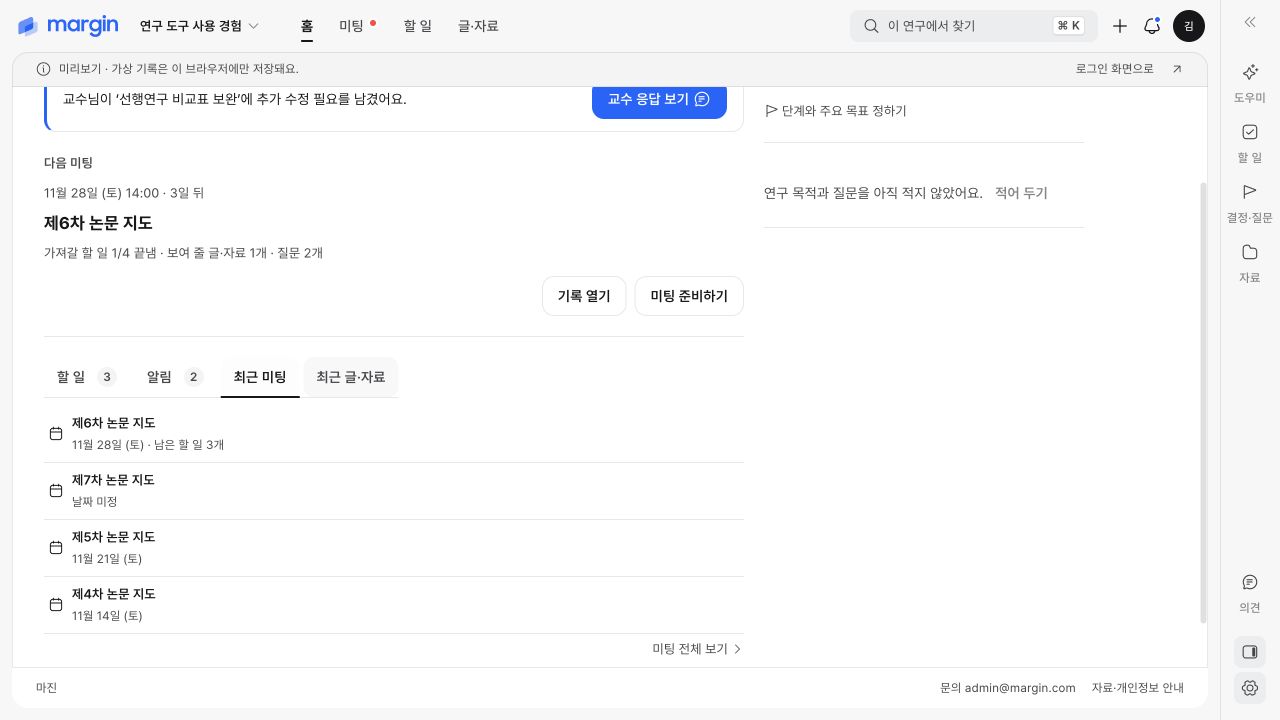 margin 연구 도구 사용 경험 홈 미팅 할 일 글·자료 이 연구에서 찾기 ⌘ K 김
미리보기 · 가상 기록은 이 브라우저에만 저장돼요. 로그인 화면으로
교수님이 ‘선행연구 비교표 보완’에 추가 수정 필요를 남겼어요. 교수 응답 보기
다음 미팅
11월 28일 (토) 14:00 · 3일 뒤
제6차 논문 지도
가져갈 할 일 1/4 끝냄 · 보여 줄 글·자료 1개 · 질문 2개
기록 열기 미팅 준비하기
할 일 3 알림 2 최근 미팅 최근 글·자료
제6차 논문 지도
11월 28일 (토) · 남은 할 일 3개
제7차 논문 지도
날짜 미정
제5차 논문 지도
11월 21일 (토)
제4차 논문 지도
11월 14일 (토)
미팅 전체 보기
단계와 주요 목표 정하기
연구 목적과 질문을 아직 적지 않았어요. 적어 두기
도우미
할 일
결정·질문
자료
의견
마진 문의 admin@margin.com 자료·개인정보 안내